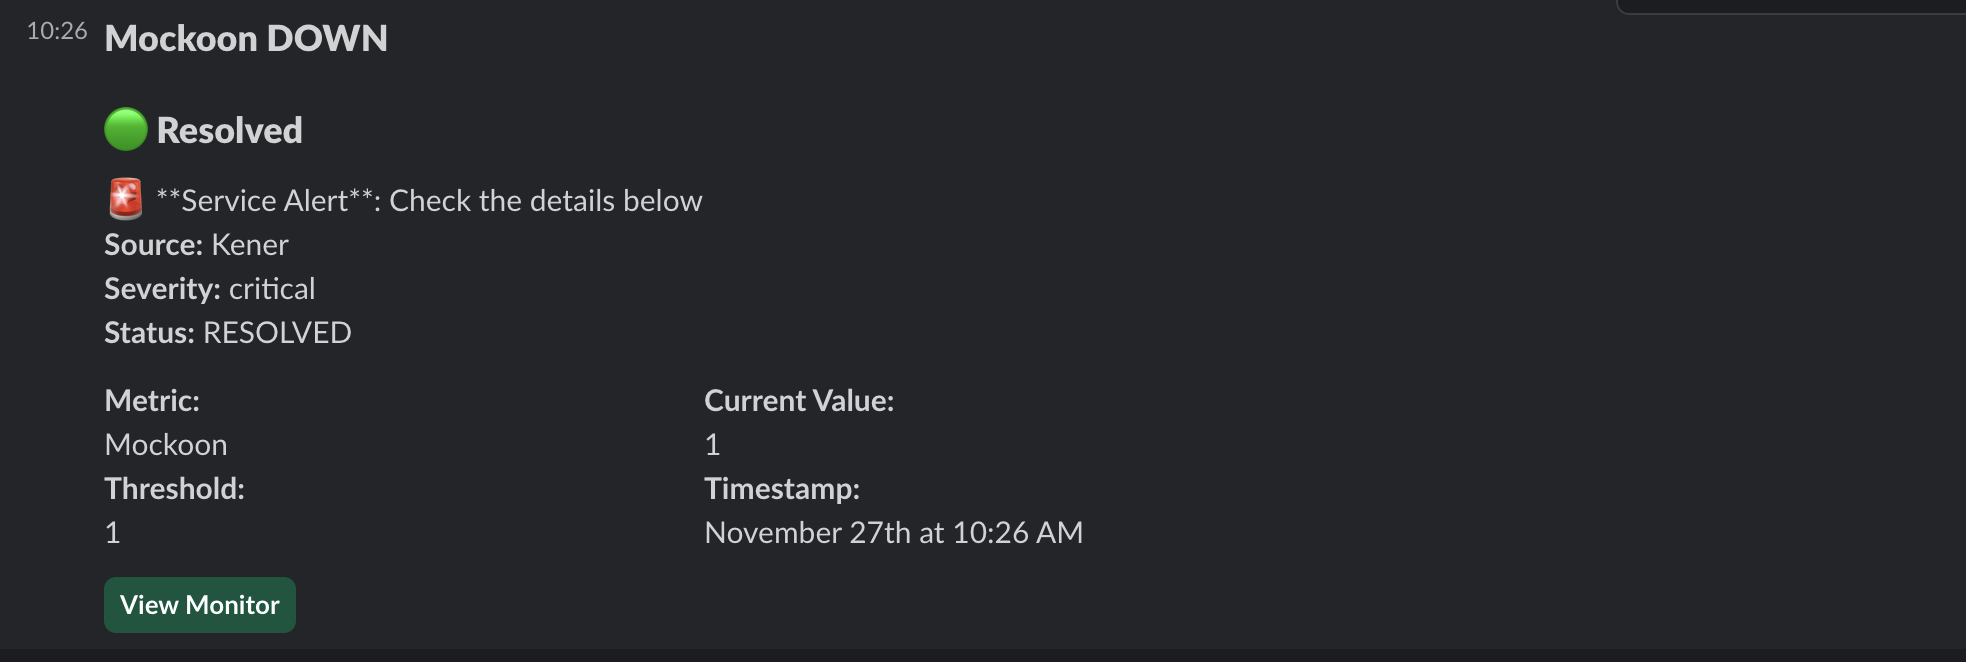 10:26 Mockoon DOWN
Resolved
**Service Alert**: Check the details below
Source: Kener
Severity: critical
Status: RESOLVED
Metric:
Mockoon
Threshold:
1
Current Value:
1
Timestamp:
November 27th at 10:26 AM
View Monitor